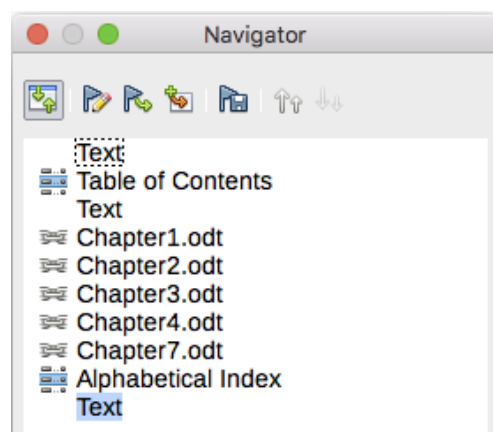 Navigator
Text
Table of Contents
Text
Chapter1.odt
Chapter2.odt
Chapter3.odt
Chapter4.odt
Chapter7.odt
Alphabetical Index
Text